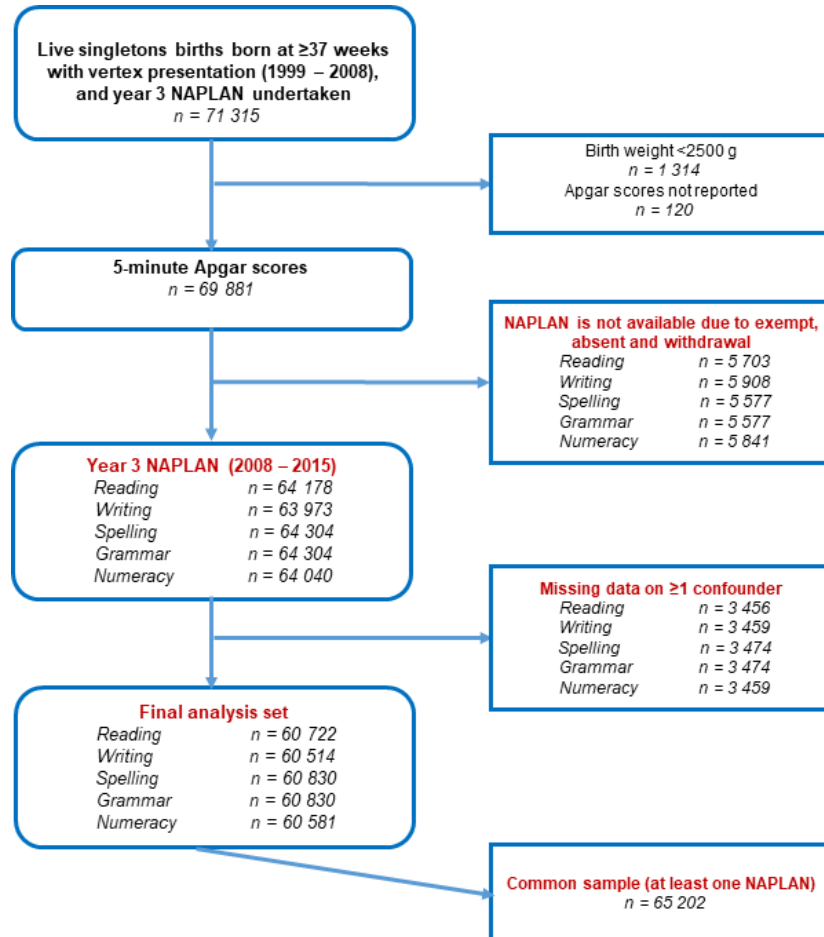 Live singletons births born at ≥37 weeks
with vertex presentation (1999 – 2008),
and year 3 NAPLAN undertaken
n = 71 315
Birth weight <2500 g
n = 1 314
Apgar scores not reported
n = 120
5-minute Apgar scores
n = 69 881
NAPLAN is not available due to exempt,
absent and withdrawal
Reading n = 5 703
Writing n = 5 908
Spelling n = 5 577
Grammar n = 5 577
Numeracy n = 5 841
Year 3 NAPLAN (2008 – 2015)
Reading n = 64 178
Writing n = 63 973
Spelling n = 64 304
Grammar n = 64 304
Numeracy n = 64 040
Missing data on ≥1 confounder
Reading n = 3 456
Writing n = 3 459
Spelling n = 3 474
Grammar n = 3 474
Numeracy n = 3 459
Final analysis set
Reading n = 60 722
Writing n = 60 514
Spelling n = 60 830
Grammar n = 60 830
Numeracy n = 60 581
Common sample (at least one NAPLAN)
n = 65 202